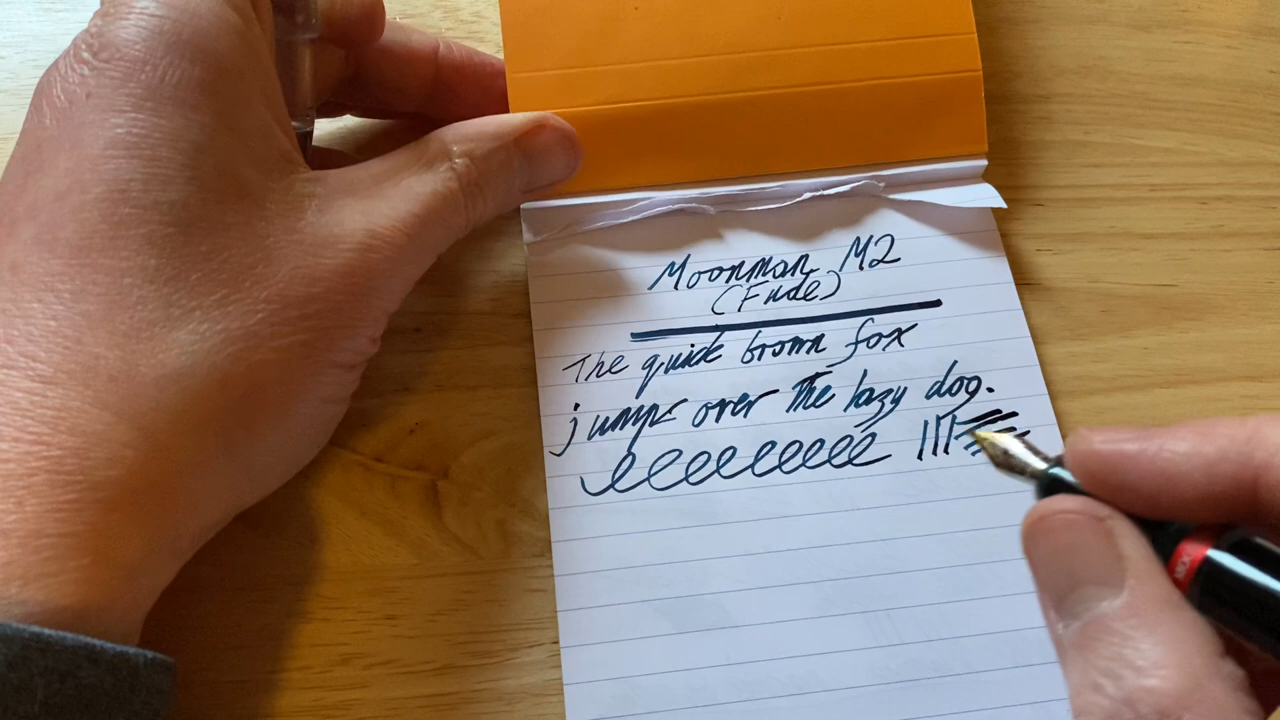 Moonman M2
(Fude)
The quick brown fox
jumps over the lazy dog.